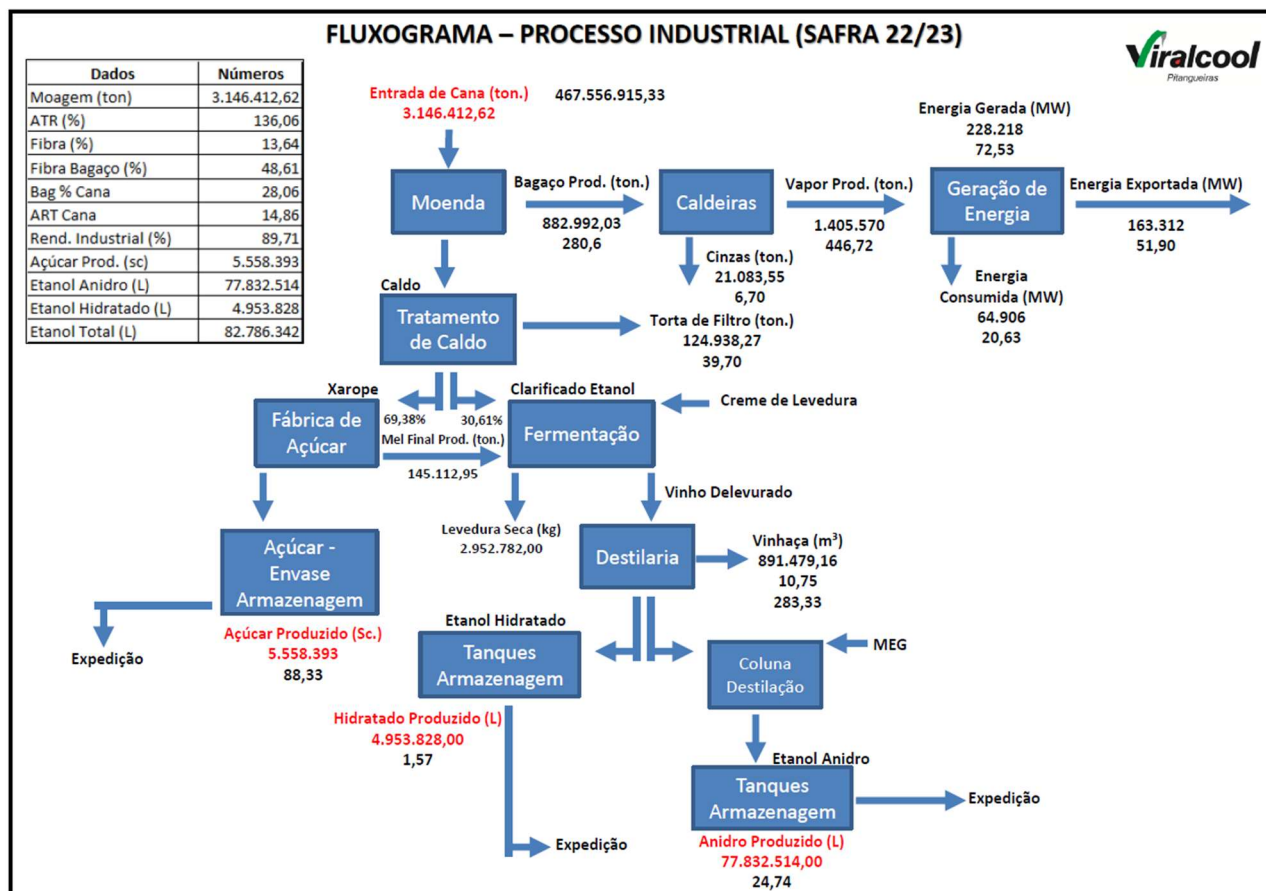 FLUXOGRAMA – PROCESSO INDUSTRIAL (SAFRA 22/23)
Viralcool
Pitangueiras
Dados Números
Moagem (ton) 3.146.412,62
ATR (%) 136,06
Fibra (%) 13,64
Fibra Bagaço (%) 48,61
Bag % Cana 28,06
ART Cana 14,86
Rend. Industrial (%) 89,71
Açúcar Prod. (sc) 5.558.393
Etanol Anidro (L) 77.832.514
Etanol Hidratado (L) 4.953.828
Etanol Total (L) 82.786.342
Entrada de Cana (ton.)
3.146.412,62
467.556.915,33
Moenda
Bagaço Prod. (ton.)
882.992,03
280,6
Caldeiras
Vapor Prod. (ton.)
1.405.570
446,72
Energia Gerada (MW)
228.218
72,53
Geração de
Energia
Energia Exportada (MW)
163.312
51,90
Cinzas (ton.)
21.083,55
6,70
Energia
Consumida (MW)
64.906
20,63
Caldo
Tratamento
de Caldo
Torta de Filtro (ton.)
124.938,27
39,70
Xarope
Clarificado Etanol
69,38%
30,61%
Fábrica de
Açúcar
Mel Final Prod. (ton.)
145.112,95
Fermentação
Creme de Levedura
Levedura Seca (kg)
2.952.782,00
Vinho Delevurado
Açúcar -
Envase
Armazenagem
Destilaria
Vinhaça (m³)
891.479,16
10,75
283,33
Expedição
Açúcar Produzido (Sc.)
5.558.393
88,33
Etanol Hidratado
Tanques
Armazenagem
MEG
Coluna
Destilação
Hidratado Produzido (L)
4.953.828,00
1,57
Etanol Anidro
Tanques
Armazenagem
Expedição
Expedição
Anidro Produzido (L)
77.832.514,00
24,74